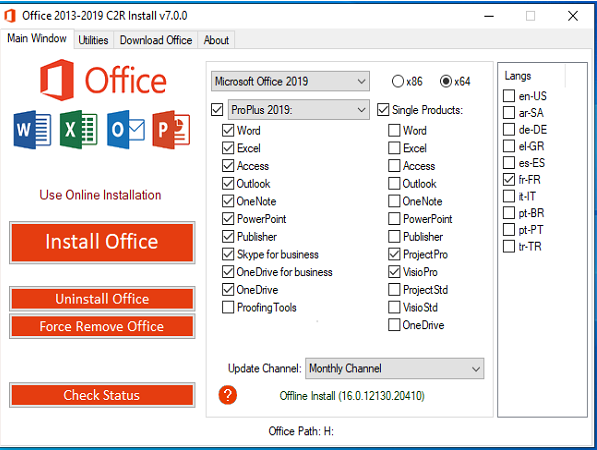 Office 2013-2019 C2R Install v7.0.0
Main Window Utilities Download Office About
Office
W X O P
Use Online Installation
Install Office
Uninstall Office
Force Remove Office
Check Status
Microsoft Office 2019 x86 x64
ProPlus 2019: Single Products:
Word Word
Excel Excel
Access Access
Outlook Outlook
OneNote OneNote
PowerPoint PowerPoint
Publisher Publisher
Skype for business ProjectPro
OneDrive for business VisioPro
OneDrive ProjectStd
ProofingTools VisioStd
OneDrive
Update Channel: Monthly Channel
? Offline Install (16.0.12130.20410)
Langs
en-US
ar-SA
de-DE
el-GR
es-ES
fr-FR
it-IT
pt-BR
pt-PT
tr-TR
Office Path: H: